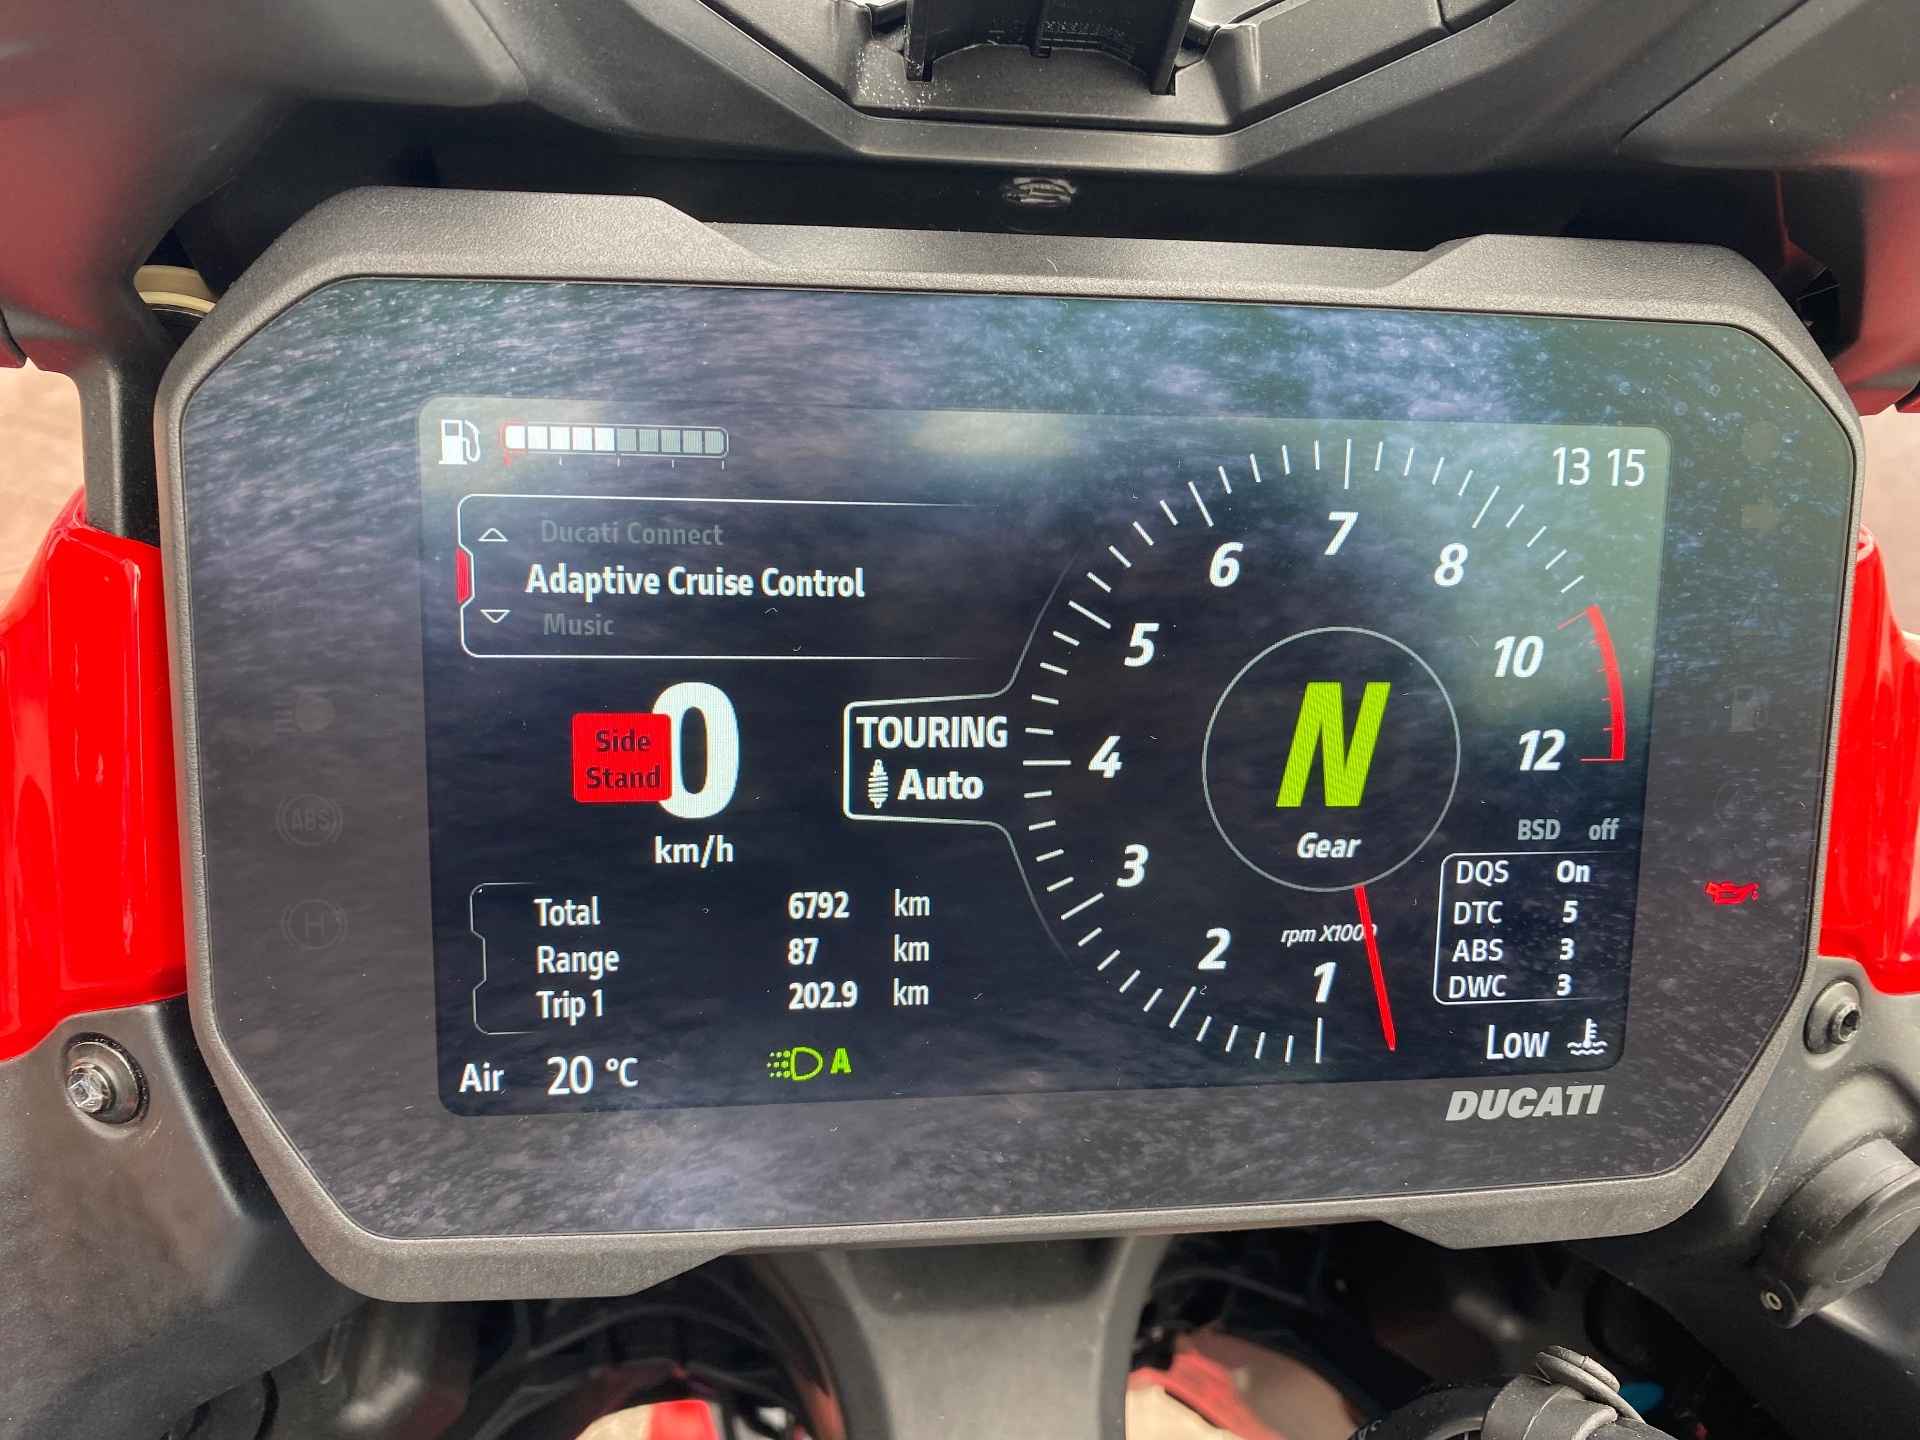 13 15
Ducati Connect
Adaptive Cruise Control
Music
Side
Stand
0
km/h
TOURING
Auto
1
2
3
4
5
6
7
8
10
12
rpm X1000
N
Gear
BSD off
DQS On
DTC 5
ABS 3
DWC 3
Total 6792 km
Range 87 km
Trip 1 202.9 km
Air 20 °C
A
Low
DUCATI
ABS
H